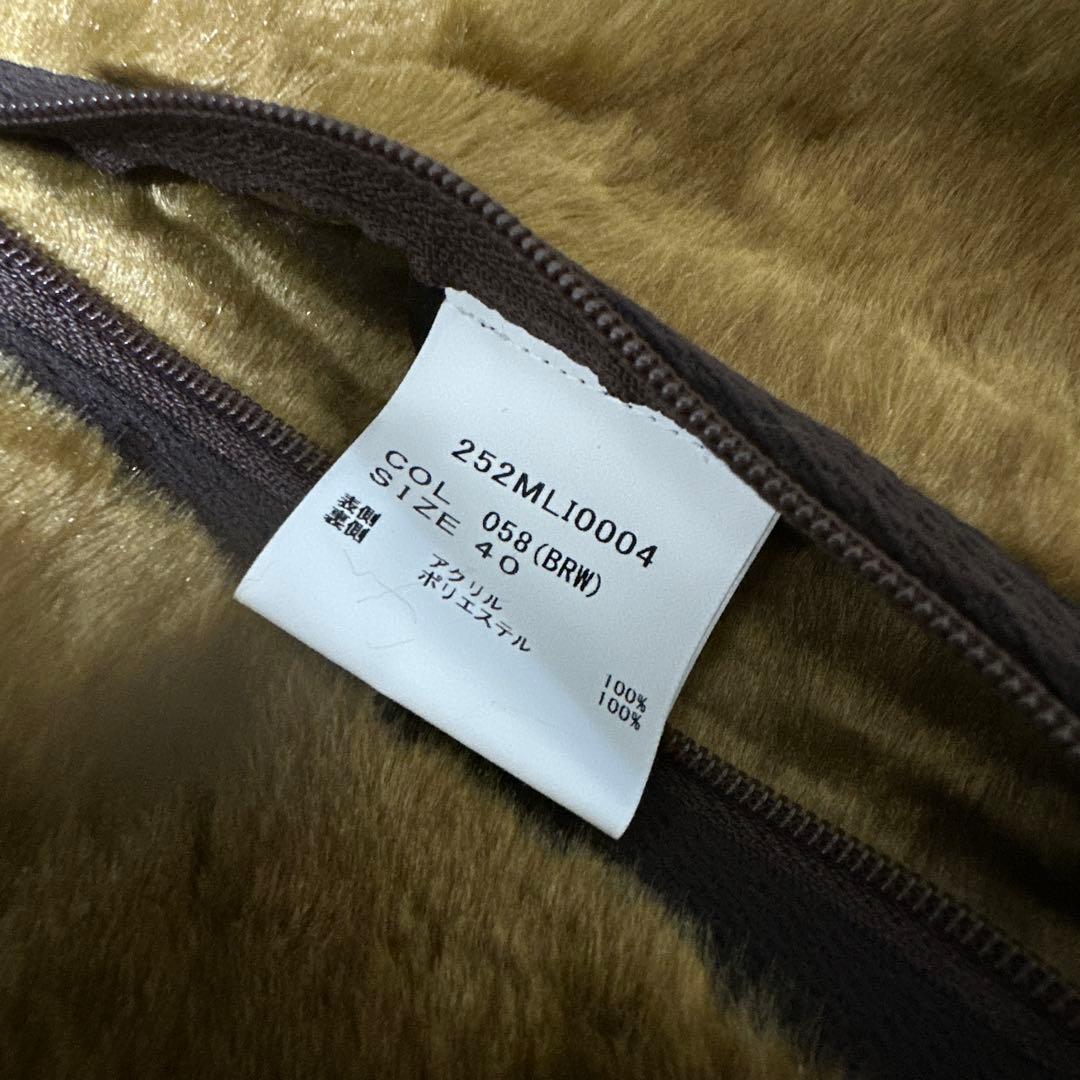 252MLI0004
COL 058(BRW)
SIZE 40
表側 アクリル 100%
裏側 ポリエステル 100%